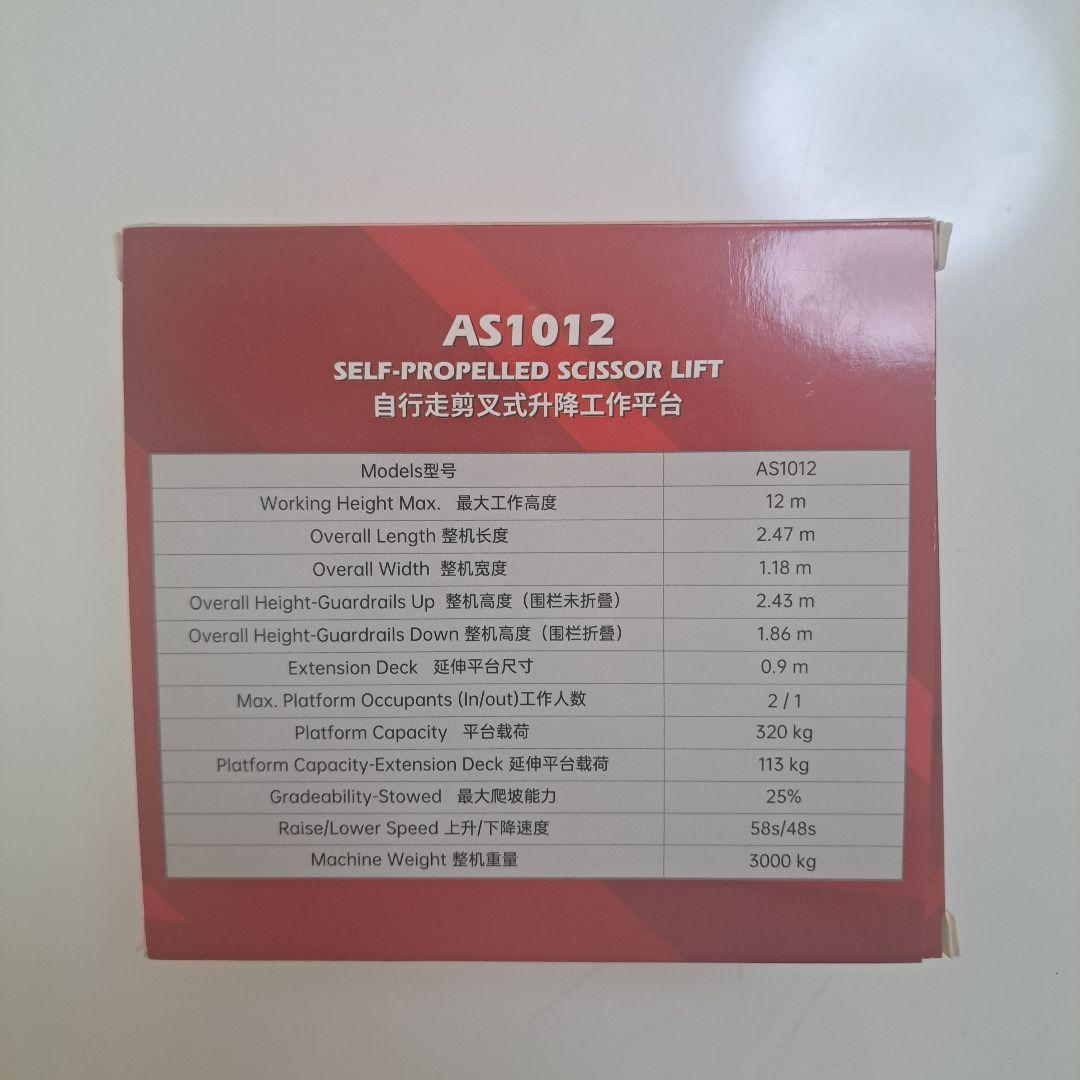 AS1012
SELF-PROPELLED SCISSOR LIFT
自行走剪叉式升降工作平台
Models型号 AS1012
Working Height Max. 最大工作高度 12 m
Overall Length 整机长度 2.47 m
Overall Width 整机宽度 1.18 m
Overall Height-Guardrails Up 整机高度（围栏未折叠） 2.43 m
Overall Height-Guardrails Down 整机高度（围栏折叠） 1.86 m
Extension Deck 延伸平台尺寸 0.9 m
Max. Platform Occupants (In/out)工作人数 2 / 1
Platform Capacity 平台载荷 320 kg
Platform Capacity-Extension Deck 延伸平台载荷 113 kg
Gradeability-Stowed 最大爬坡能力 25%
Raise/Lower Speed 上升/下降速度 58s/48s
Machine Weight 整机重量 3000 kg